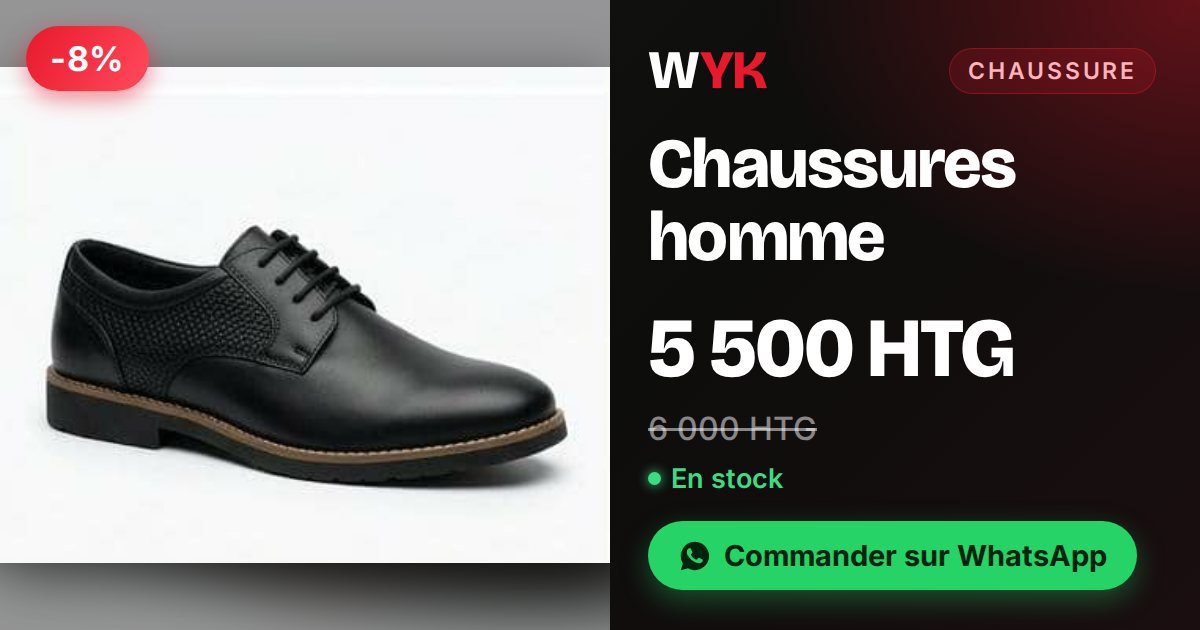 -8%
WYK
CHAUSSURE
Chaussures
homme
5 500 HTG
6 000 HTG
En stock
Commander sur WhatsApp